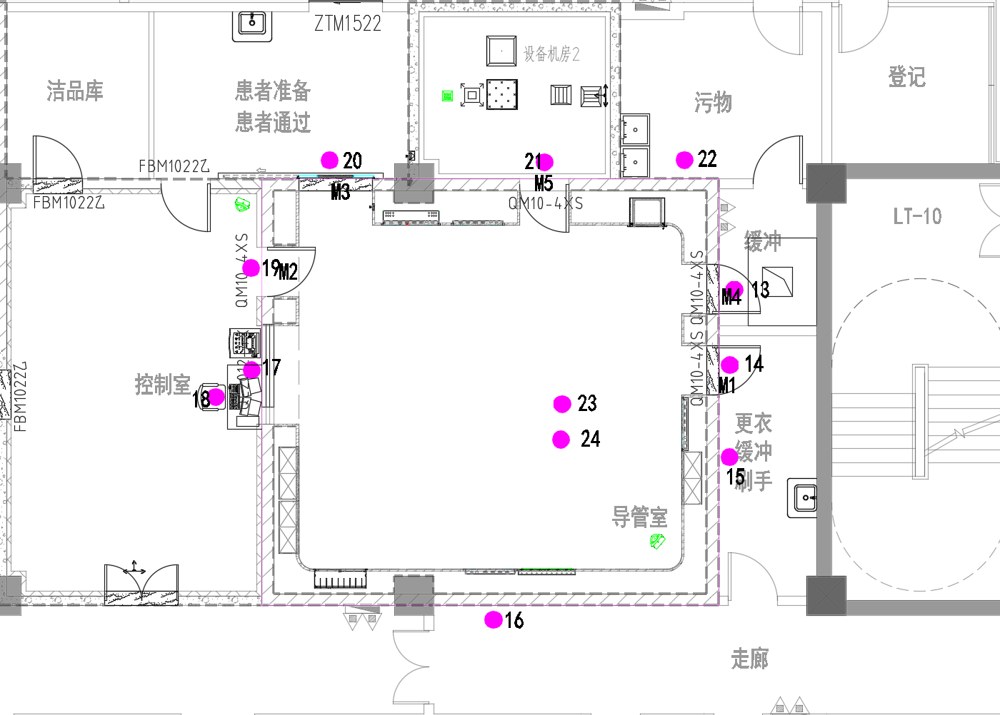 ZTM1522
设备机房2
洁品库
患者准备
患者通过
污物
登记
FBM1022乙
20
21
22
M3
M5
FBM1022乙
QM10-4XS
LT-10
缓冲
QM10-4XS
19
M2
QM10-4XS
M4
13
17
14
控制室
18
QM10-4XS
M1
FBM1022乙
23
24
更衣
缓冲
刷手
15
导管室
16
走廊